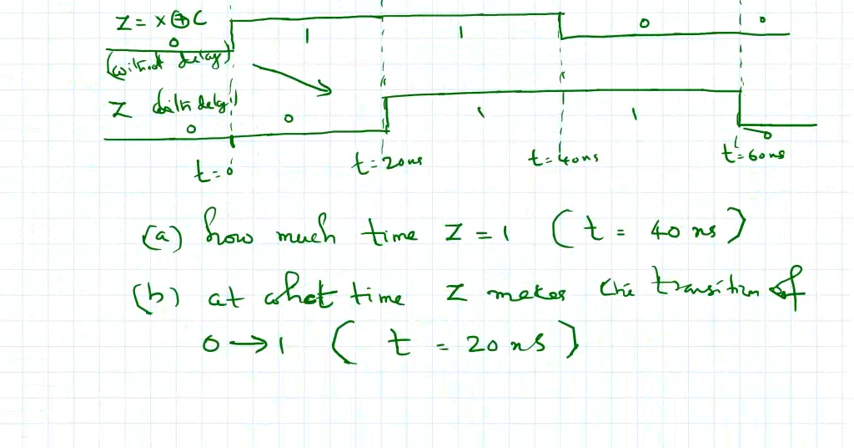 Z = X ⊕ C
0 1 1 0 0
(without delay)
Z (with delay)
0 0 1 1 0
t=0 t=20ns t=40ns t=60ns
(a) how much time Z = 1 (t = 40 ns)
(b) at what time Z makes the transition of
0 → 1 (t = 20 ns)